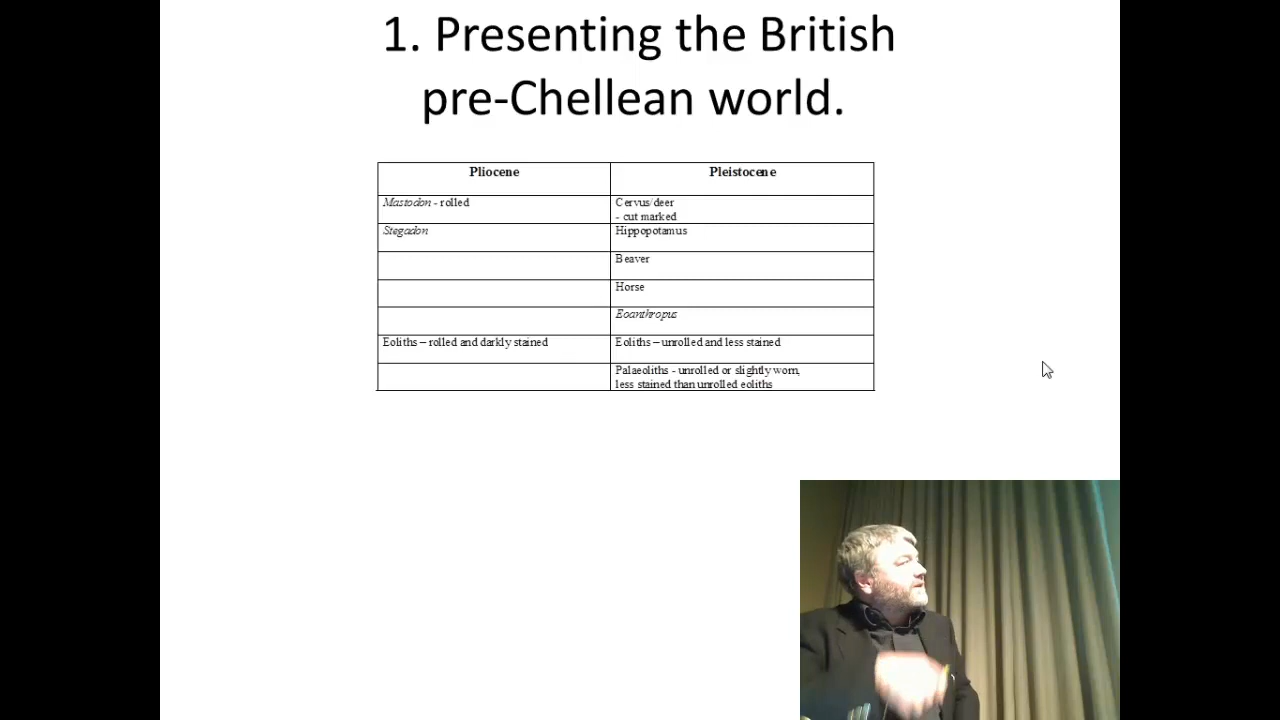 1. Presenting the British
pre-Chellean world.
Pliocene
Pleistocene
Mastodon - rolled
Cervus/deer
- cut marked
Stegadon
Hippopotamus
Beaver
Horse
Eoanthropus
Eoliths – rolled and darkly stained
Eoliths – unrolled and less stained
Palaeoliths - unrolled or slightly worn,
less stained than unrolled eoliths